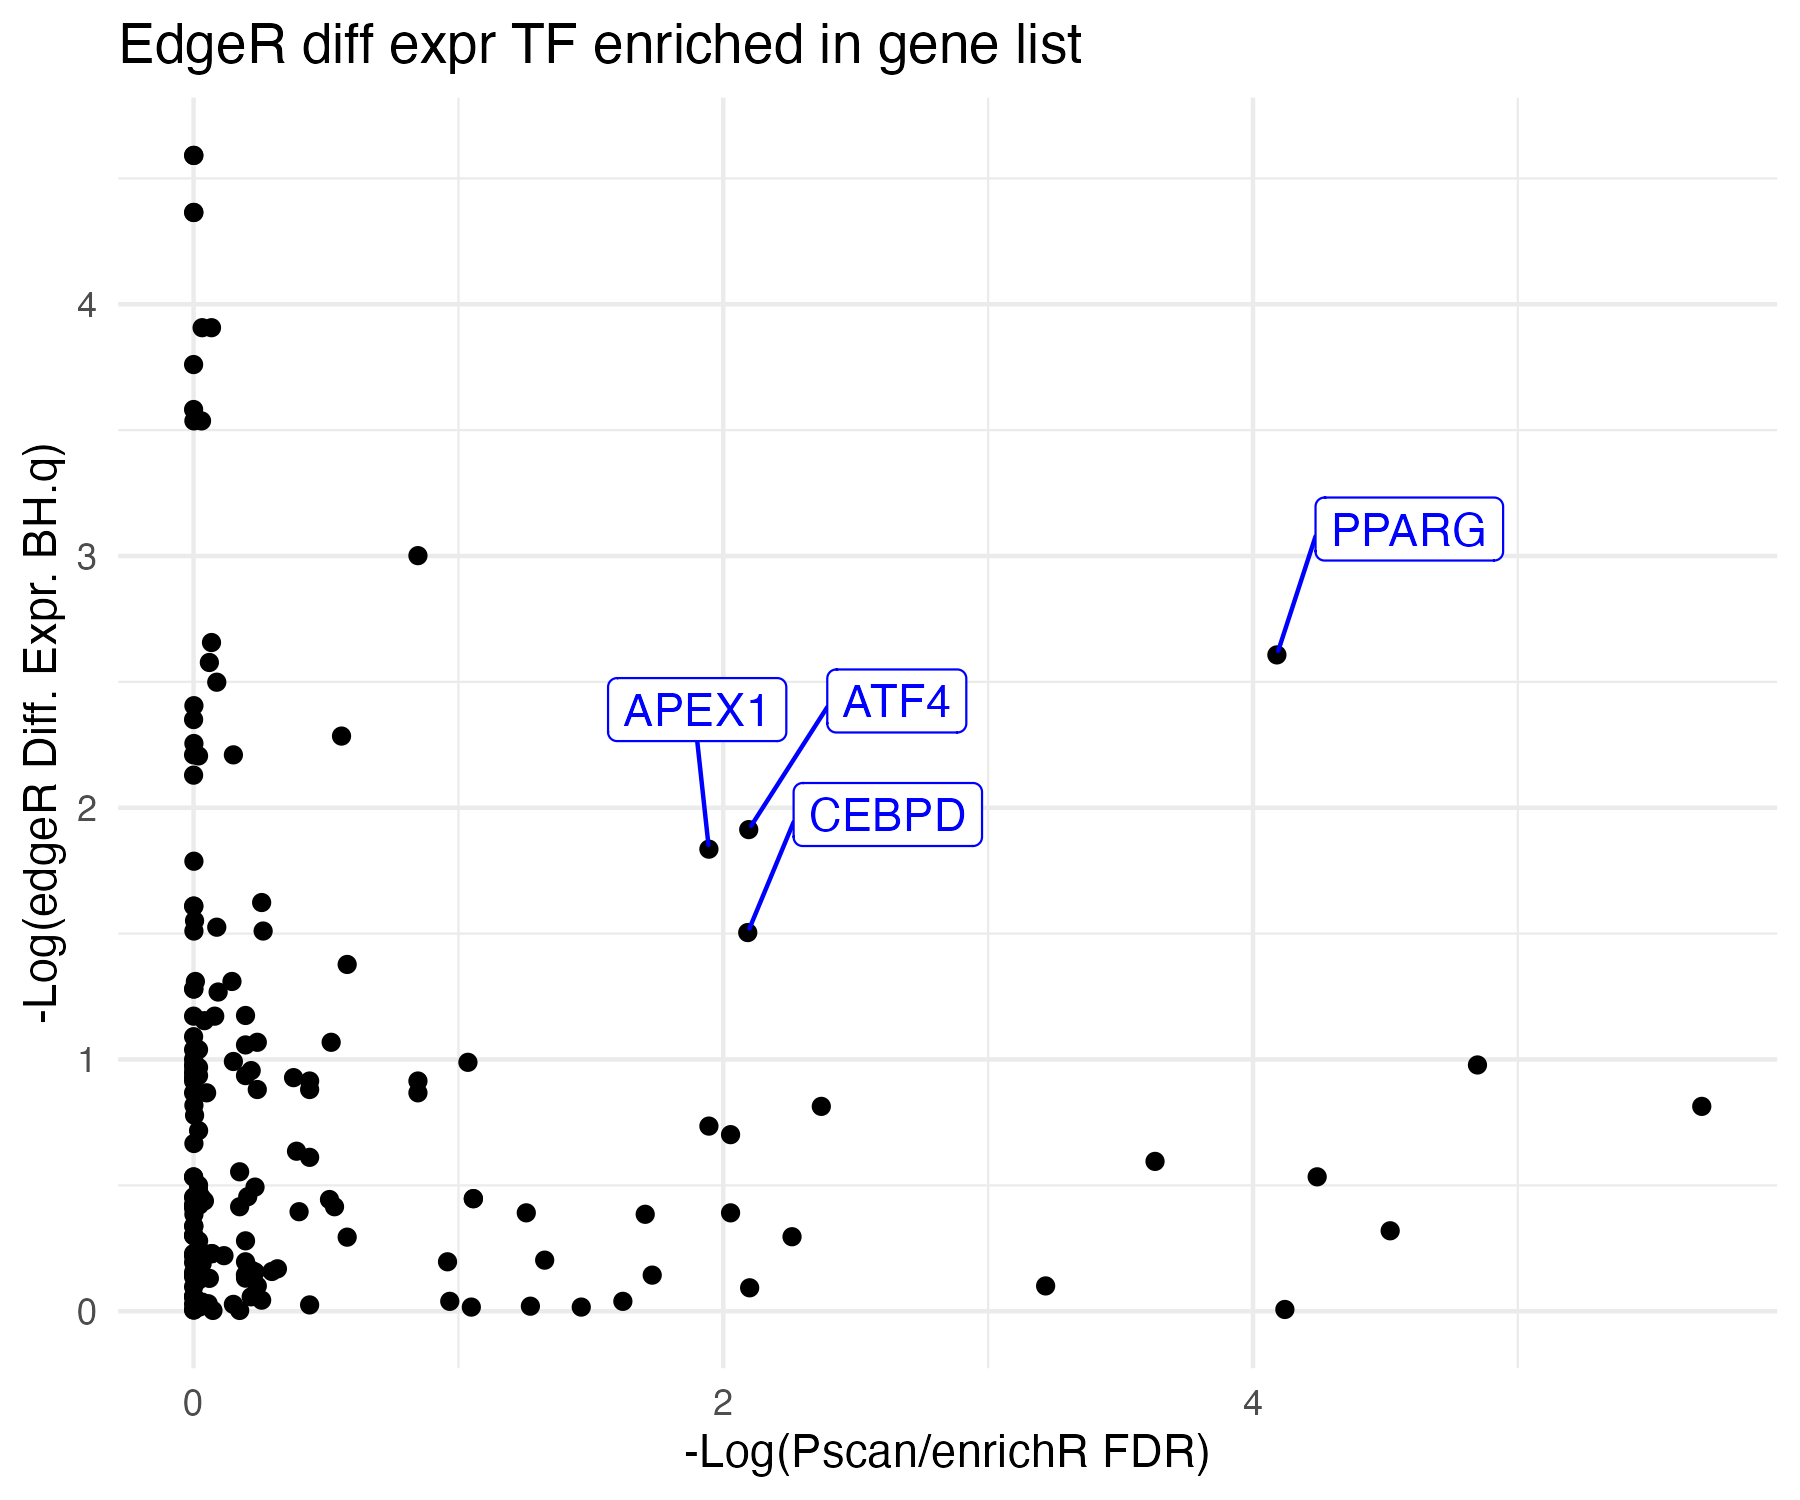 EdgeR diff expr TF enriched in gene list
-Log(edgeR Diff. Expr. BH.q)
4
3
2
1
0
PPARG
ATF4
APEX1
CEBPD
0
2
4
-Log(Pscan/enrichR FDR)